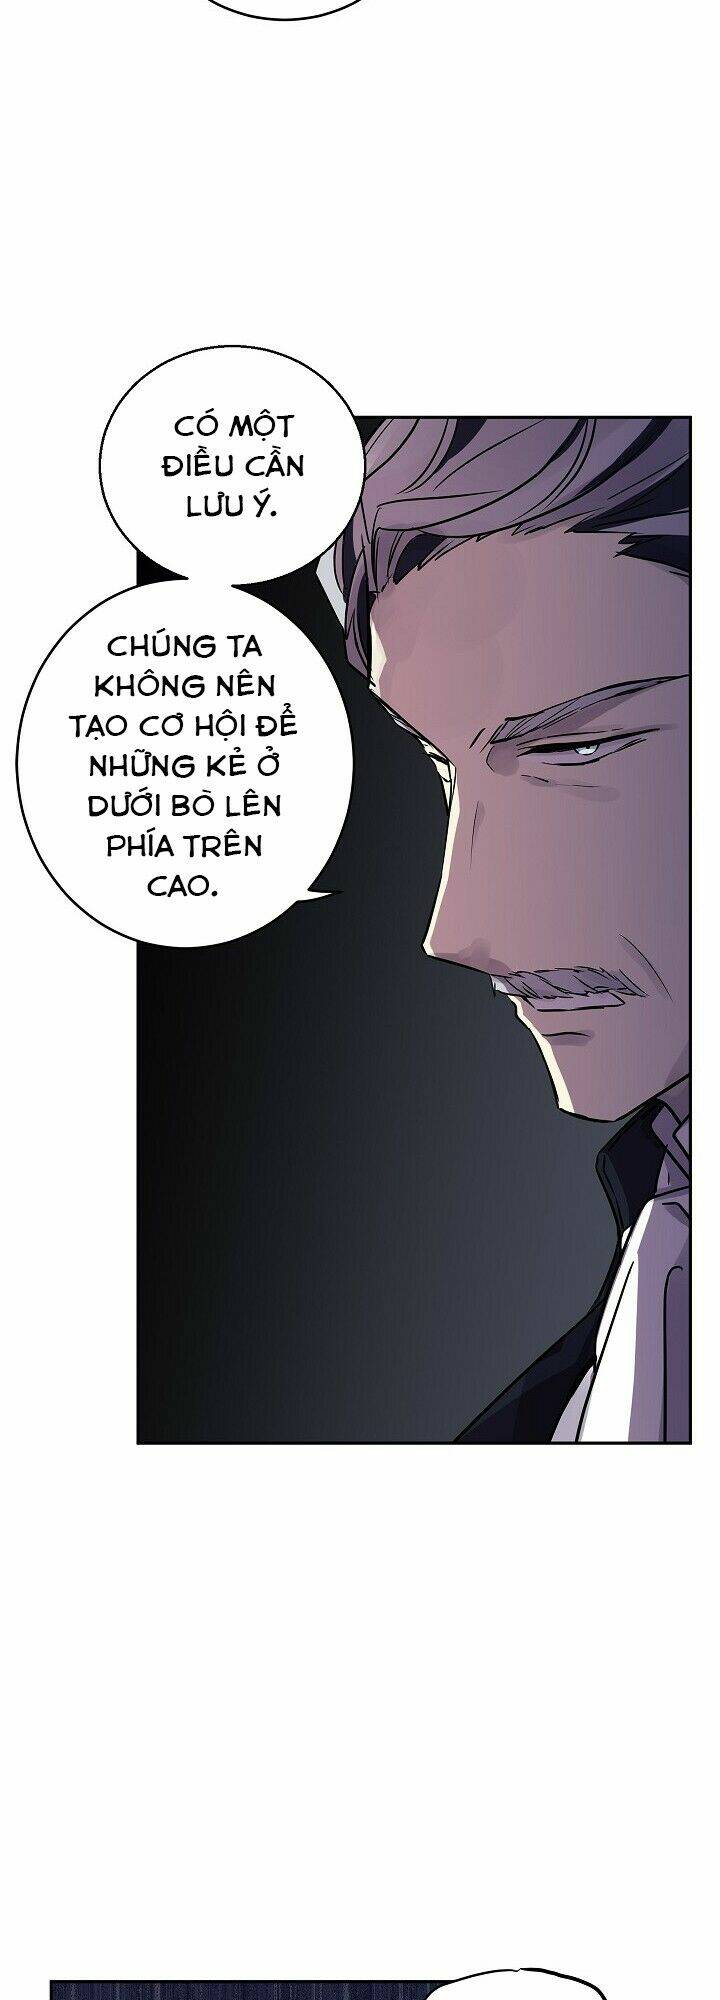 CÓ MỘT
ĐIỀU CẦN
LƯU Ý.
CHÚNG TA
KHÔNG NÊN
TẠO CƠ HỘI ĐỂ
NHỮNG KẺ Ở
DƯỚI BÒ LÊN
PHÍA TRÊN
CAO.